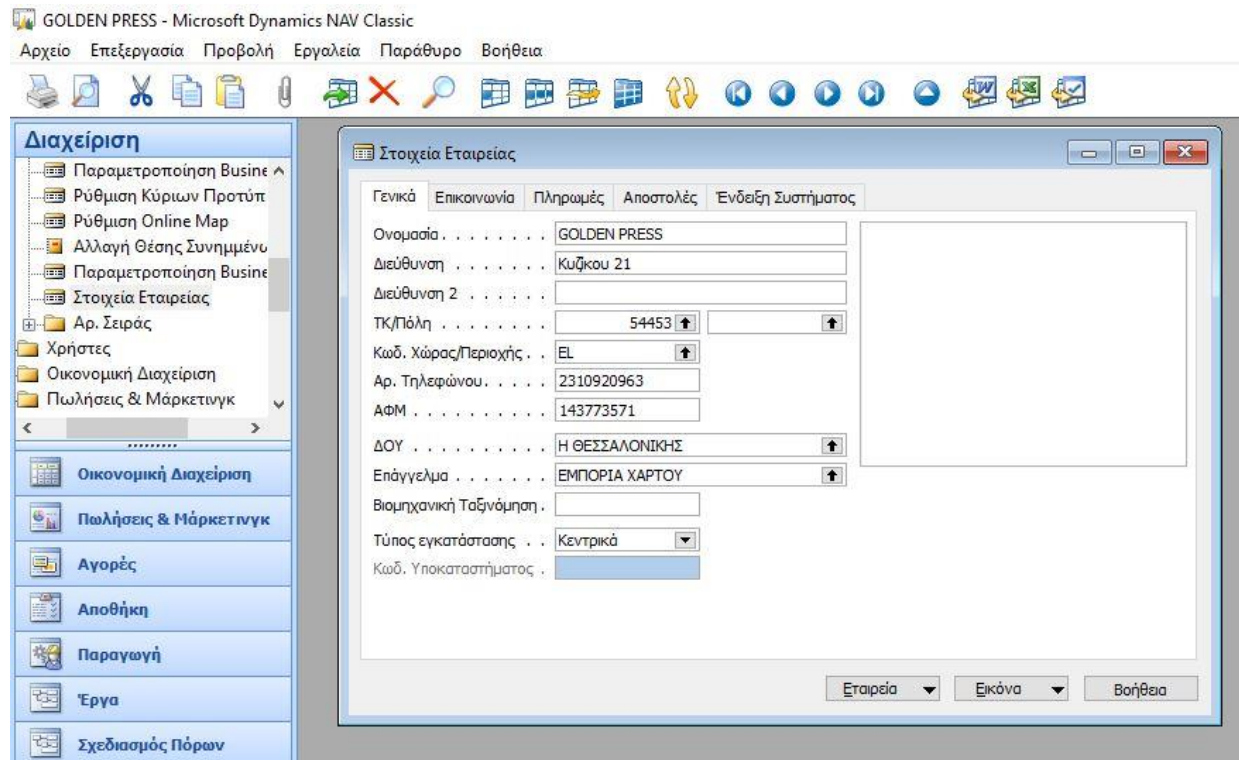 GOLDEN PRESS - Microsoft Dynamics NAV Classic
Αρχείο Επεξεργασία Προβολή Εργαλεία Παράθυρο Βοήθεια
Διαχείριση
Παραμετροποίηση Busine
Ρύθμιση Κύριων Προτύπ
Ρύθμιση Online Map
Αλλαγή Θέσης Συνημμένω
Παραμετροποίηση Busine
Στοιχεία Εταιρείας
Αρ. Σειράς
Χρήστες
Οικονομική Διαχείριση
Πωλήσεις & Μάρκετινγκ
Οικονομική Διαχείριση
Πωλήσεις & Μάρκετινγκ
Αγορές
Αποθήκη
Παραγωγή
Έργα
Σχεδιασμός Πόρων
Στοιχεία Εταιρείας
Γενικά Επικοινωνία Πληρωμές Αποστολές Ένδειξη Συστήματος
Ονομασία . . . . . . . . GOLDEN PRESS
Διεύθυνση . . . . . . . Κυζίκου 21
Διεύθυνση 2 . . . . . .
ΤΚ/Πόλη . . . . . . . . 54453
Κωδ. Χώρας/Περιοχής . . EL
Αρ. Τηλεφώνου. . . . . 2310920963
ΑΦΜ . . . . . . . . . . 143773571
ΔΟΥ . . . . . . . . . . Η ΘΕΣΣΑΛΟΝΙΚΗΣ
Επάγγελμα . . . . . . . ΕΜΠΟΡΙΑ ΧΑΡΤΟΥ
Βιομηχανική Ταξινόμηση .
Τύπος εγκατάστασης . . Κεντρικά
Κωδ. Υποκαταστήματος .
Εταιρεία Εικόνα Βοήθεια